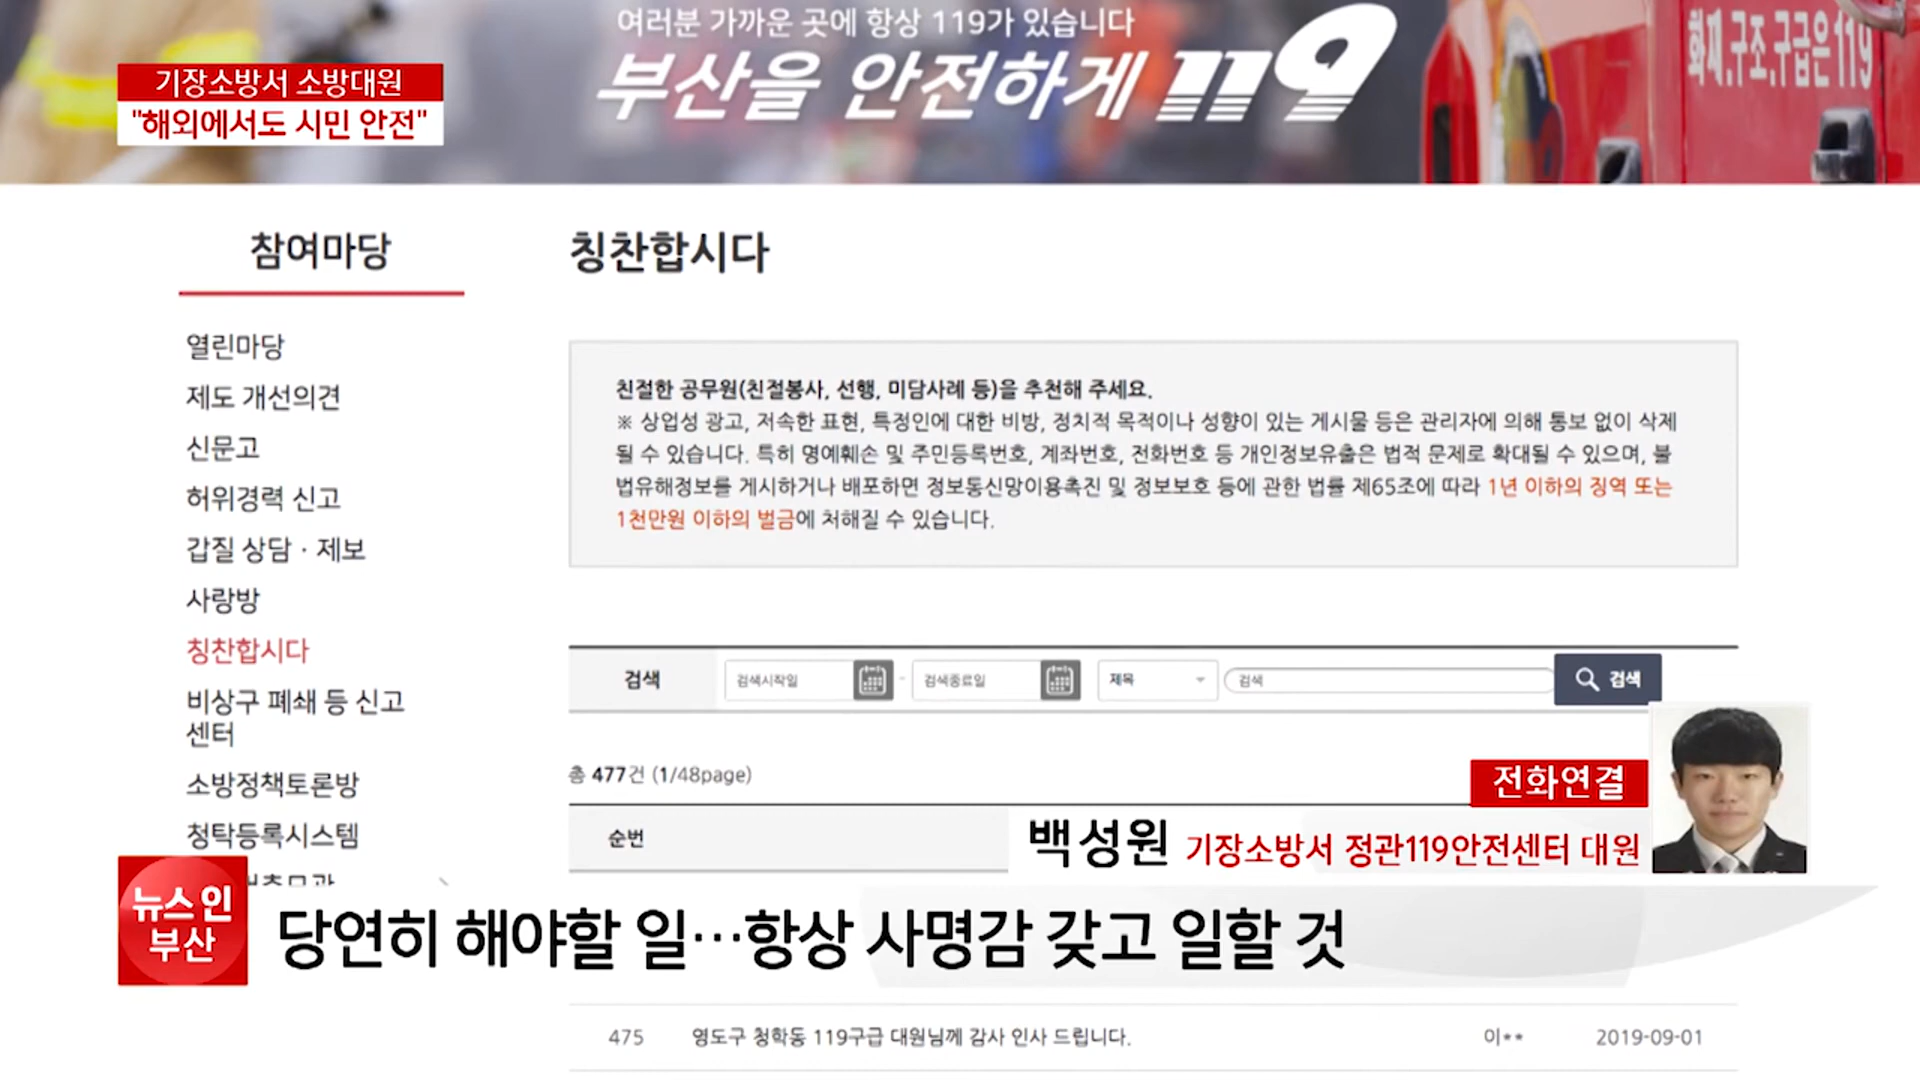 여러분 가까운 곳에 항상 119가 있습니다
부산을 안전하게 119
화재.구조.구급은 119
기장소방서 소방대원
"해외에서도 시민 안전"
참여마당
열린마당
제도 개선의견
신문고
허위경력 신고
갑질 상담 · 제보
사랑방
칭찬합시다
비상구 폐쇄 등 신고
센터
소방정책토론방
청탁등록시스템
칭찬합시다
친절한 공무원(친절봉사, 선행, 미담사례 등)을 추천해 주세요.
※ 상업성 광고, 저속한 표현, 특정인에 대한 비방, 정치적 목적이나 성향이 있는 게시물 등은 관리자에 의해 통보 없이 삭제
될 수 있습니다. 특히 명예훼손 및 주민등록번호, 계좌번호, 전화번호 등 개인정보유출은 법적 문제로 확대될 수 있으며, 불
법유해정보를 게시하거나 배포하면 정보통신망이용촉진 및 정보보호 등에 관한 법률 제65조에 따라 1년 이하의 징역 또는
1천만원 이하의 벌금에 처해질 수 있습니다.
검색 검색시작일 - 검색종료일 제목 검색 검색
총 477건 (1/48page)
순번
전화연결
백성원 기장소방서 정관119안전센터 대원
뉴스인
부산
당연히 해야할 일…항상 사명감 갖고 일할 것
475 영도구 청학동 119구급 대원님께 감사 인사 드립니다. 이** 2019-09-01